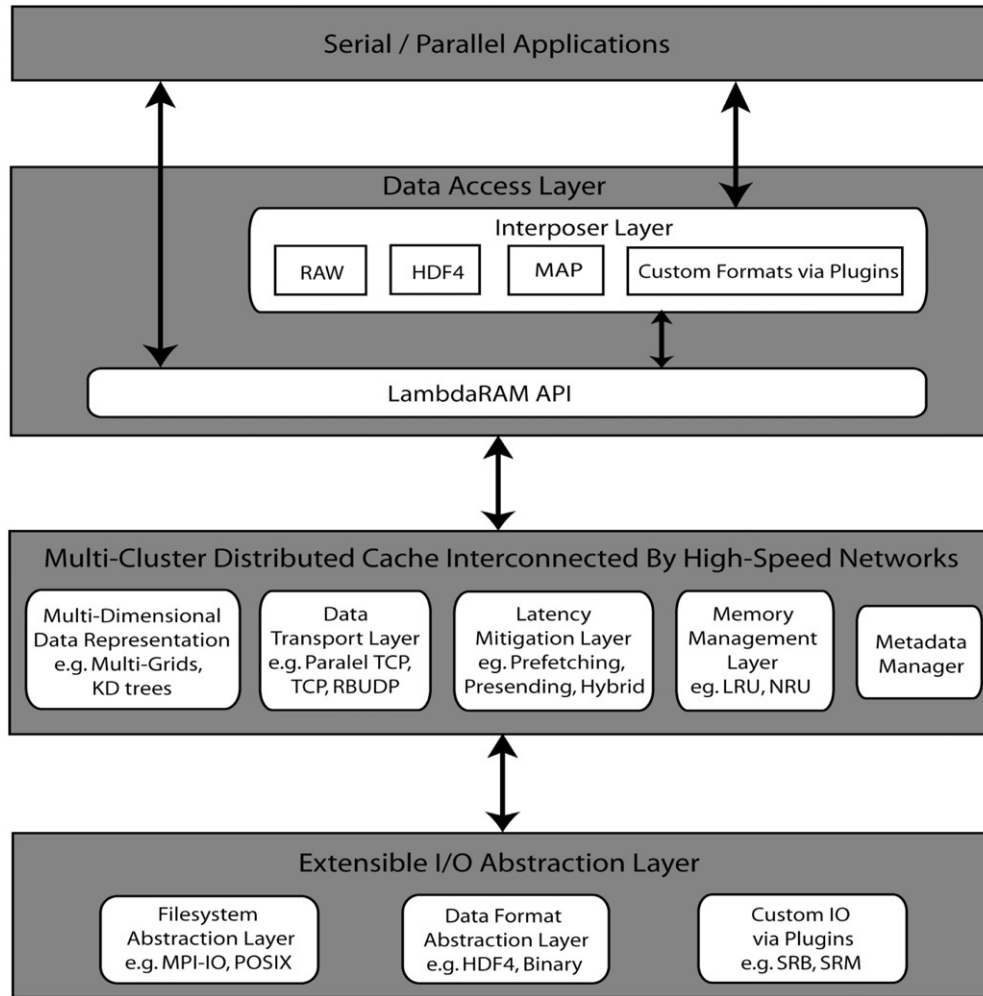 Serial / Parallel Applications
Data Access Layer
Interposer Layer
RAW
HDF4
MAP
Custom Formats via Plugins
LambdaRAM API
Multi-Cluster Distributed Cache Interconnected By High-Speed Networks
Multi-Dimensional
Data Representation
e.g. Multi-Grids,
KD trees
Data
Transport Layer
e.g. Paralel TCP,
TCP, RBUDP
Latency
Mitigation Layer
eg. Prefetching,
Presending, Hybrid
Memory
Management
Layer
eg. LRU, NRU
Metadada
Manager
Extensible I/O Abstraction Layer
Filesystem
Abstraction Layer
e.g. MPI-IO, POSIX
Data Format
Abstraction Layer
e.g. HDF4, Binary
Custom IO
via Plugins
e.g. SRB, SRM